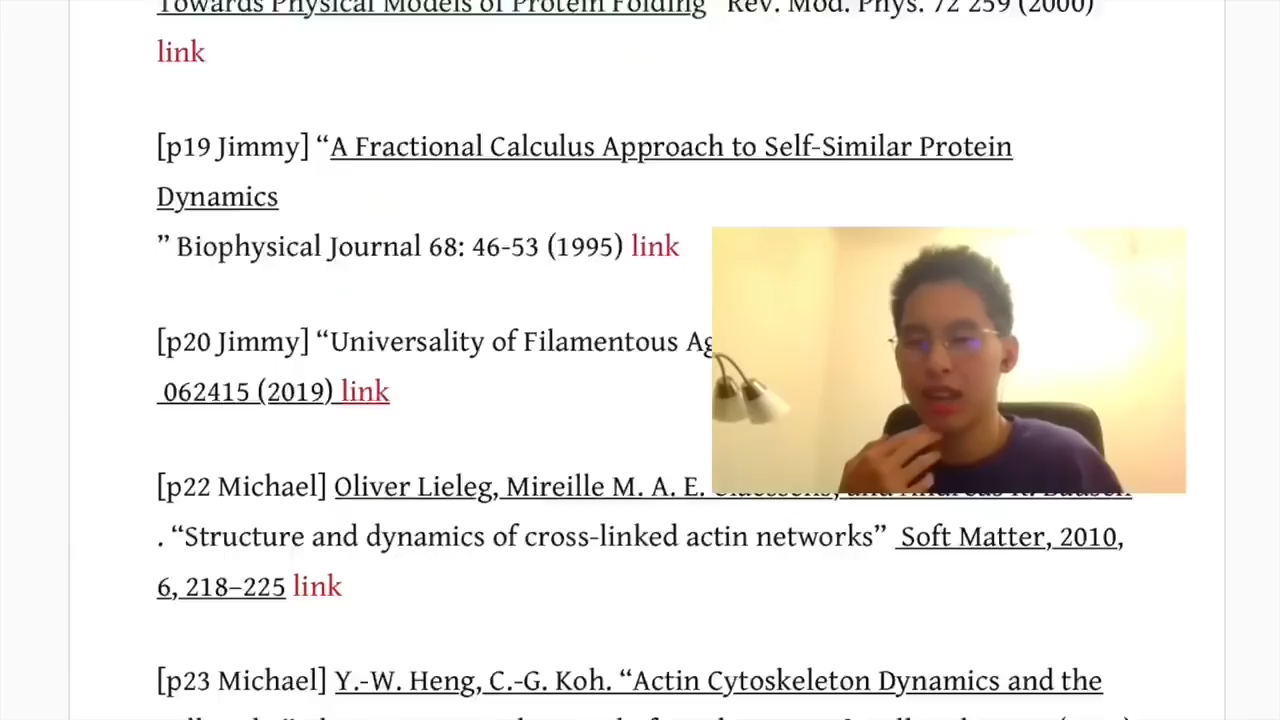 Towards Physical Models of Protein Folding” Rev. Mod. Phys. 72 259 (2000)
link
[p19 Jimmy] “A Fractional Calculus Approach to Self-Similar Protein
Dynamics
” Biophysical Journal 68: 46-53 (1995) link
[p20 Jimmy] “Universality of Filamentous
062415 (2019) link
[p22 Michael] Oliver Lieleg, Mireille M. A. E.
. “Structure and dynamics of cross-linked actin networks” Soft Matter, 2010,
6, 218–225 link
[p23 Michael] Y.-W. Heng, C.-G. Koh. “Actin Cytoskeleton Dynamics and the